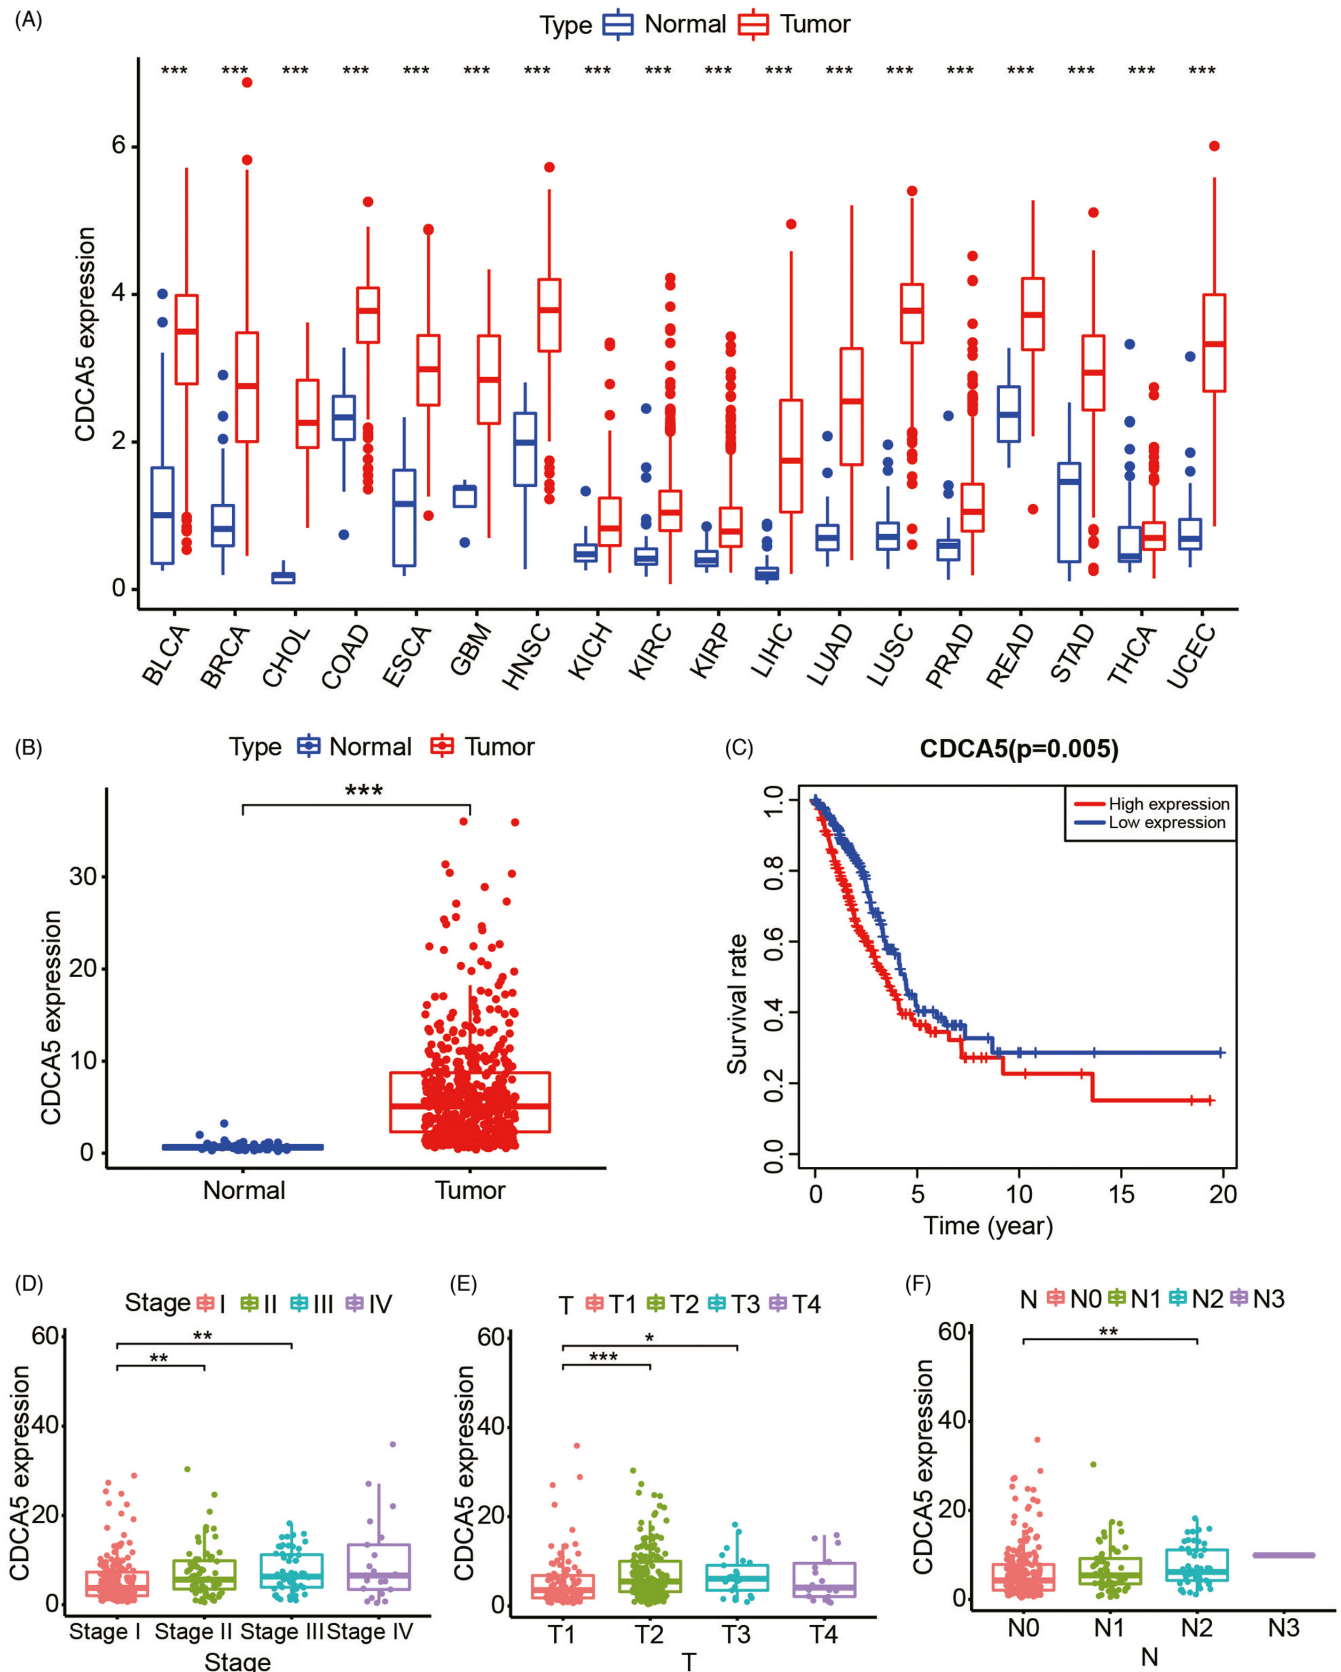 (A)
Type Normal Tumor
*** *** *** *** *** *** *** *** *** *** *** *** *** *** *** *** *** ***
CDCA5 expression
6
4
2
0
BLCA BRCA CHOL COAD ESCA GBM HNSC KICH KIRC KIRP LIHC LUAD LUSC PRAD READ STAD THCA UCEC
(B)
Type Normal Tumor
***
CDCA5 expression
30
20
10
0
Normal Tumor
(C)
CDCA5(p=0.005)
High expression
Low expression
Survival rate
1.0
0.8
0.6
0.4
0.2
0.0
0 5 10 15 20
Time (year)
(D)
Stage I II III IV
**
**
CDCA5 expression
60
40
20
0
Stage I Stage II Stage III Stage IV
Stage
(E)
T T1 T2 T3 T4
*
***
CDCA5 expression
60
40
20
0
T1 T2 T3 T4
T
(F)
N N0 N1 N2 N3
**
CDCA5 expression
60
40
20
0
N0 N1 N2 N3
N